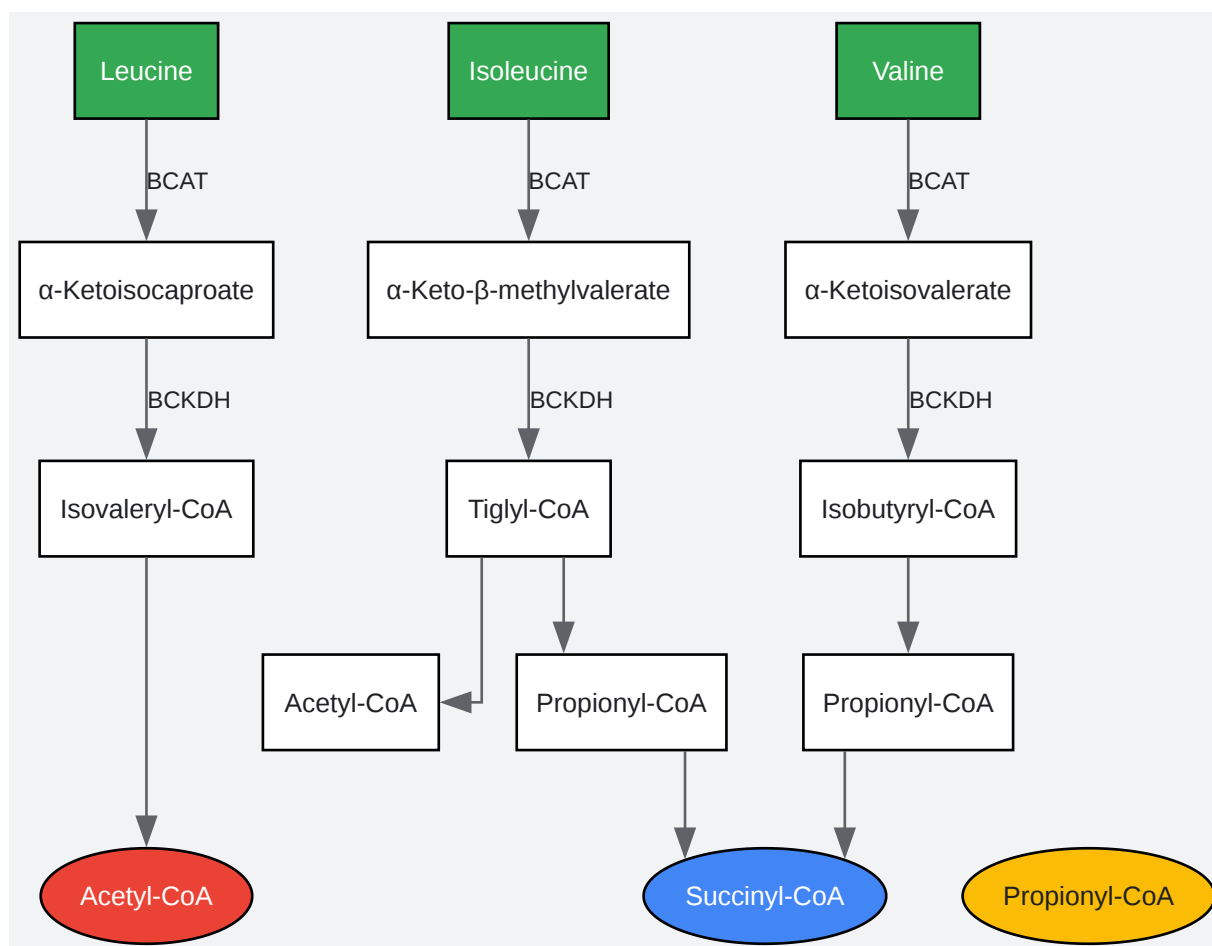 Leucine
Isoleucine
Valine
BCAT
BCAT
BCAT
α-Ketoisocaproate
α-Keto-β-methylvalerate
α-Ketoisovalerate
BCKDH
BCKDH
BCKDH
Isovaleryl-CoA
Tiglyl-CoA
Isobutyryl-CoA
Acetyl-CoA
Propionyl-CoA
Propionyl-CoA
Acetyl-CoA
Succinyl-CoA
Propionyl-CoA